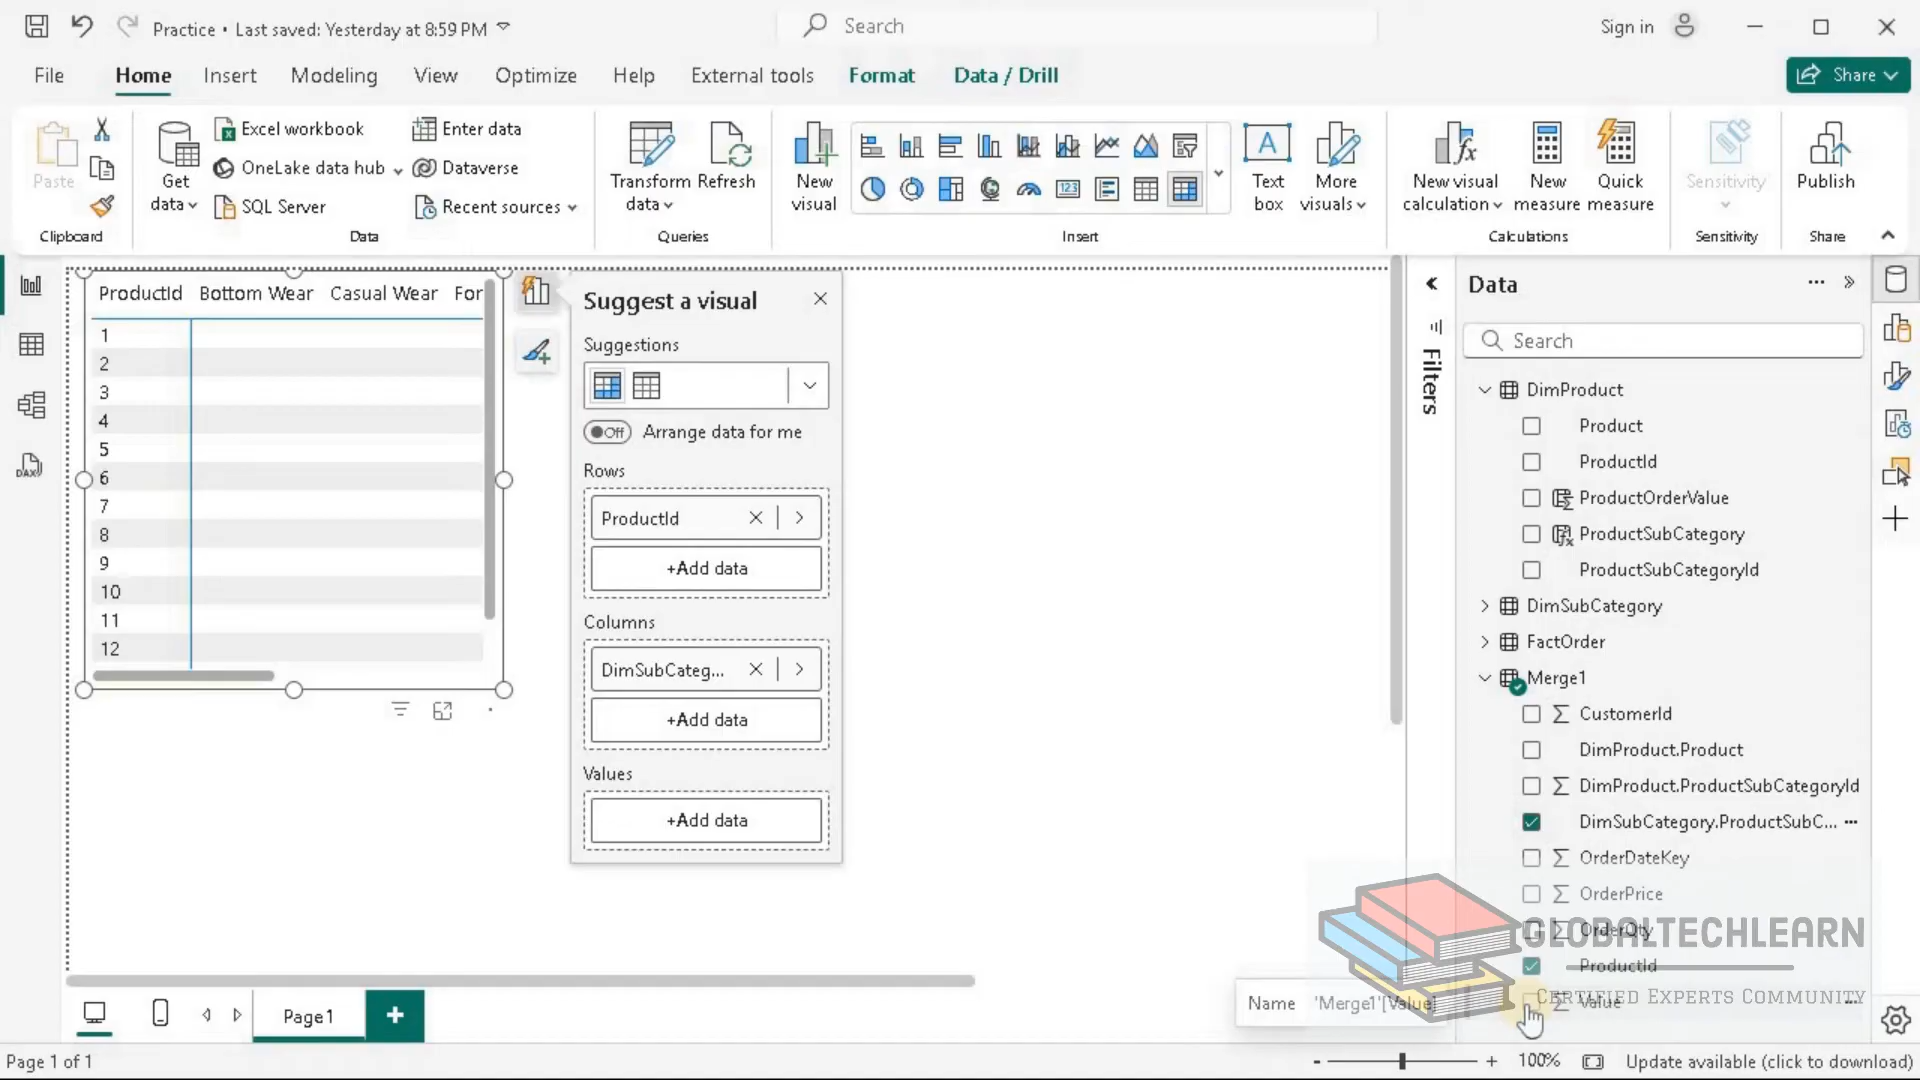 Practice • Last saved: Yesterday at 8:59 PM
Search
Sign in
File
Home
Insert
Modeling
View
Optimize
Help
External tools
Format
Data / Drill
Share
Paste
Clipboard
Get data
Excel workbook
OneLake data hub
SQL Server
Enter data
Dataverse
Recent sources
Data
Transform data
Refresh
Queries
New visual
123
Text box
More visuals
Insert
New visual calculation
New measure
Quick measure
Calculations
Sensitivity
Sensitivity
Publish
Share
DAX
ProductId Bottom Wear Casual Wear For
1
2
3
4
5
6
7
8
9
10
11
12
Suggest a visual
Suggestions
Off Arrange data for me
Rows
ProductId
+Add data
Columns
DimSubCateg...
+Add data
Values
+Add data
Filters
Data
Search
DimProduct
Product
ProductId
ProductOrderValue
ProductSubCategory
ProductSubCategoryId
DimSubCategory
FactOrder
Merge1
CustomerId
DimProduct.Product
DimProduct.ProductSubCategoryId
DimSubCategory.ProductSubC...
OrderDateKey
OrderPrice
OrderQty
ProductId
Value
GLOBALTECHLEARN
CERTIFIED EXPERTS COMMUNITY
Name 'Merge1'[Value]
Page 1
Page 1 of 1
100%
Update available (click to download)